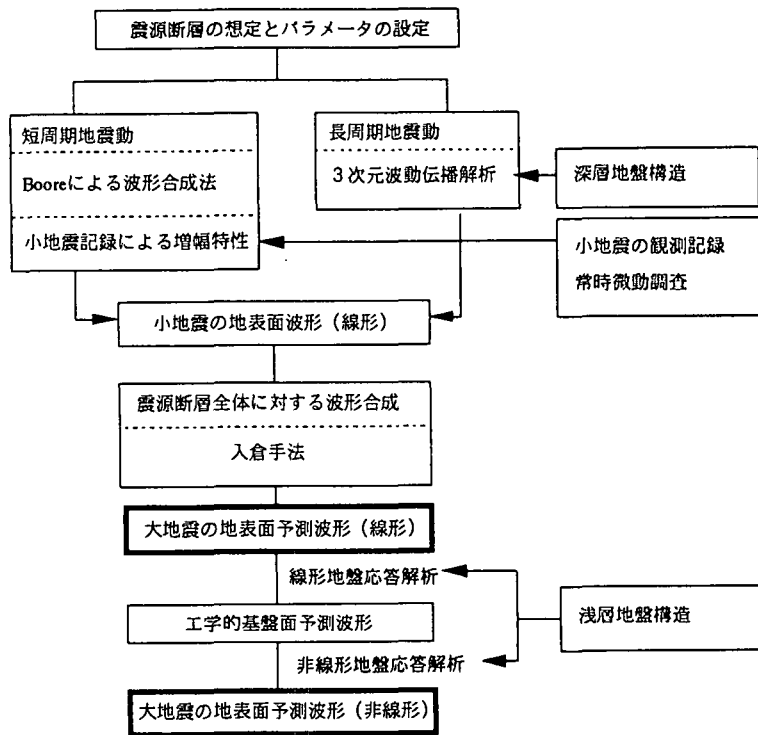 震源断層の想定とパラメータの設定
短周期地震動
Booreによる波形合成法
小地震記録による増幅特性
長周期地震動
3次元波動伝播解析
深層地盤構造
小地震の観測記録
常時微動調査
小地震の地表面波形（線形）
震源断層全体に対する波形合成
入倉手法
大地震の地表面予測波形（線形）
線形地盤応答解析
工学的基盤面予測波形
浅層地盤構造
非線形地盤応答解析
大地震の地表面予測波形（非線形）